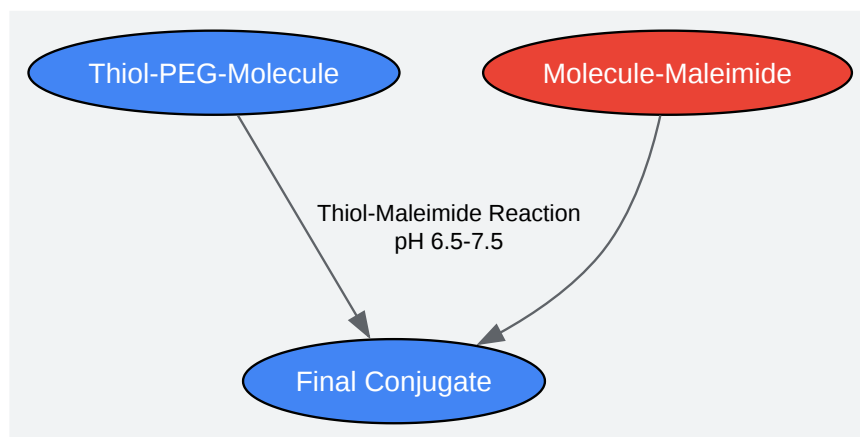 Thiol-PEG-Molecule
Molecule-Maleimide
Thiol-Maleimide Reaction
pH 6.5-7.5
Final Conjugate